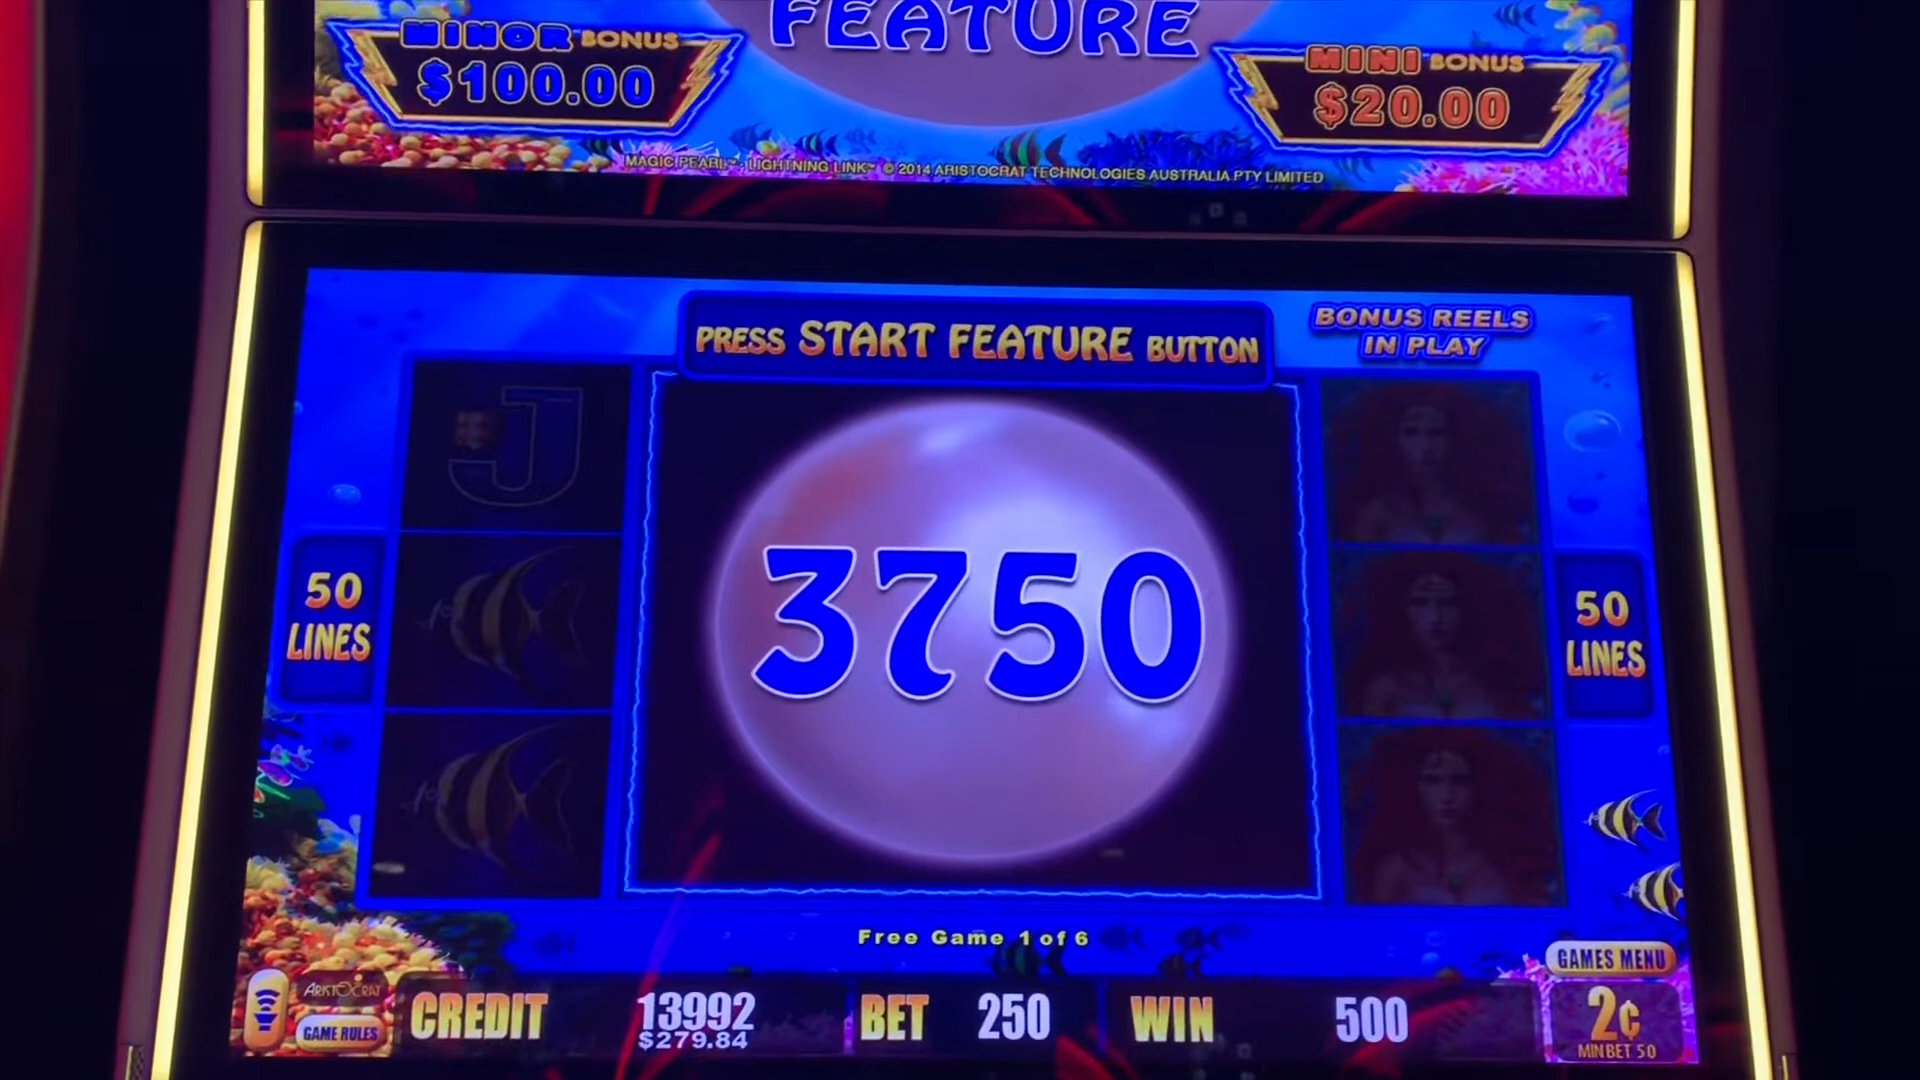 FEATURE
MINOR BONUS
$100.00
MINI BONUS
$20.00
MAGIC PEARL™ - LIGHTNING LINK™ © 2014 ARISTOCRAT TECHNOLOGIES AUSTRALIA PTY LIMITED
PRESS START FEATURE BUTTON
BONUS REELS
IN PLAY
J
50
LINES
3750
50
LINES
Free Game 1 of 6
GAMES MENU
ARISTOCRAT
GAME RULES
CREDIT
13992
$279.84
BET 250
WIN 500
2¢
MIN BET 50